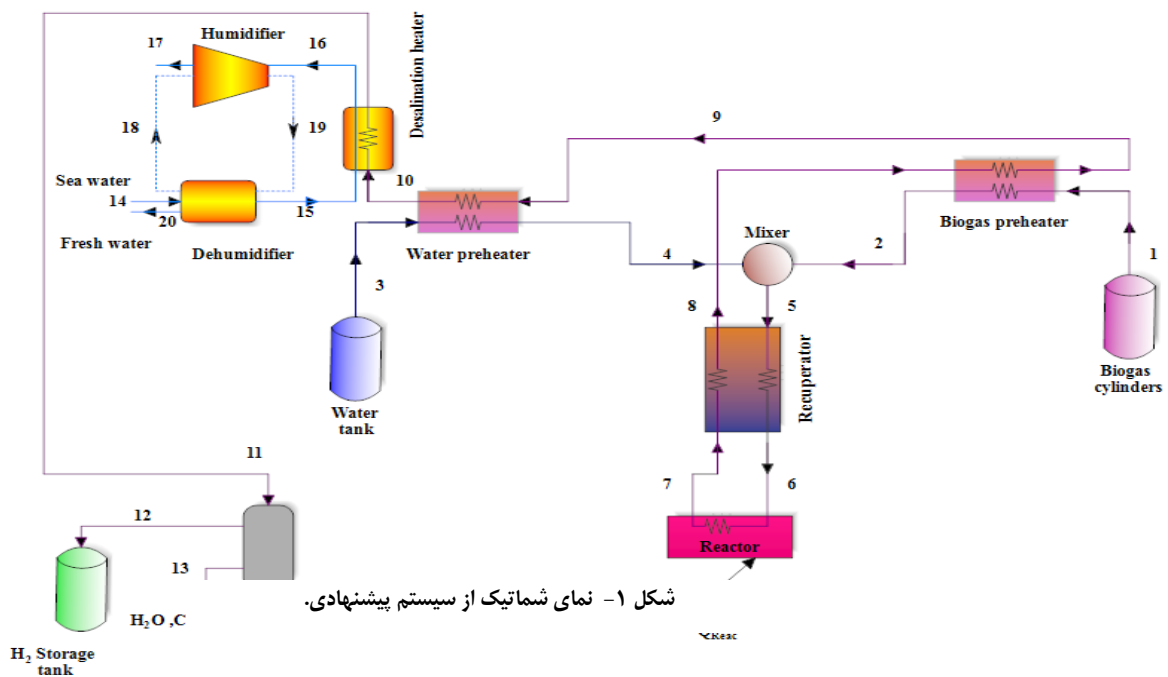 17
Humidifier
16
Desalination heater
18
19
9
Sea water
14
10
20
15
Fresh water
Dehumidifier
Water preheater
Mixer
Biogas preheater
4
2
1
3
8
5
Recuperator
Biogas
cylinders
Water
tank
11
7
6
12
Reactor
13
شکل ۱- نمای شماتیک از سیستم پیشنهادی.
H₂O ,C
H₂ Storage
tank